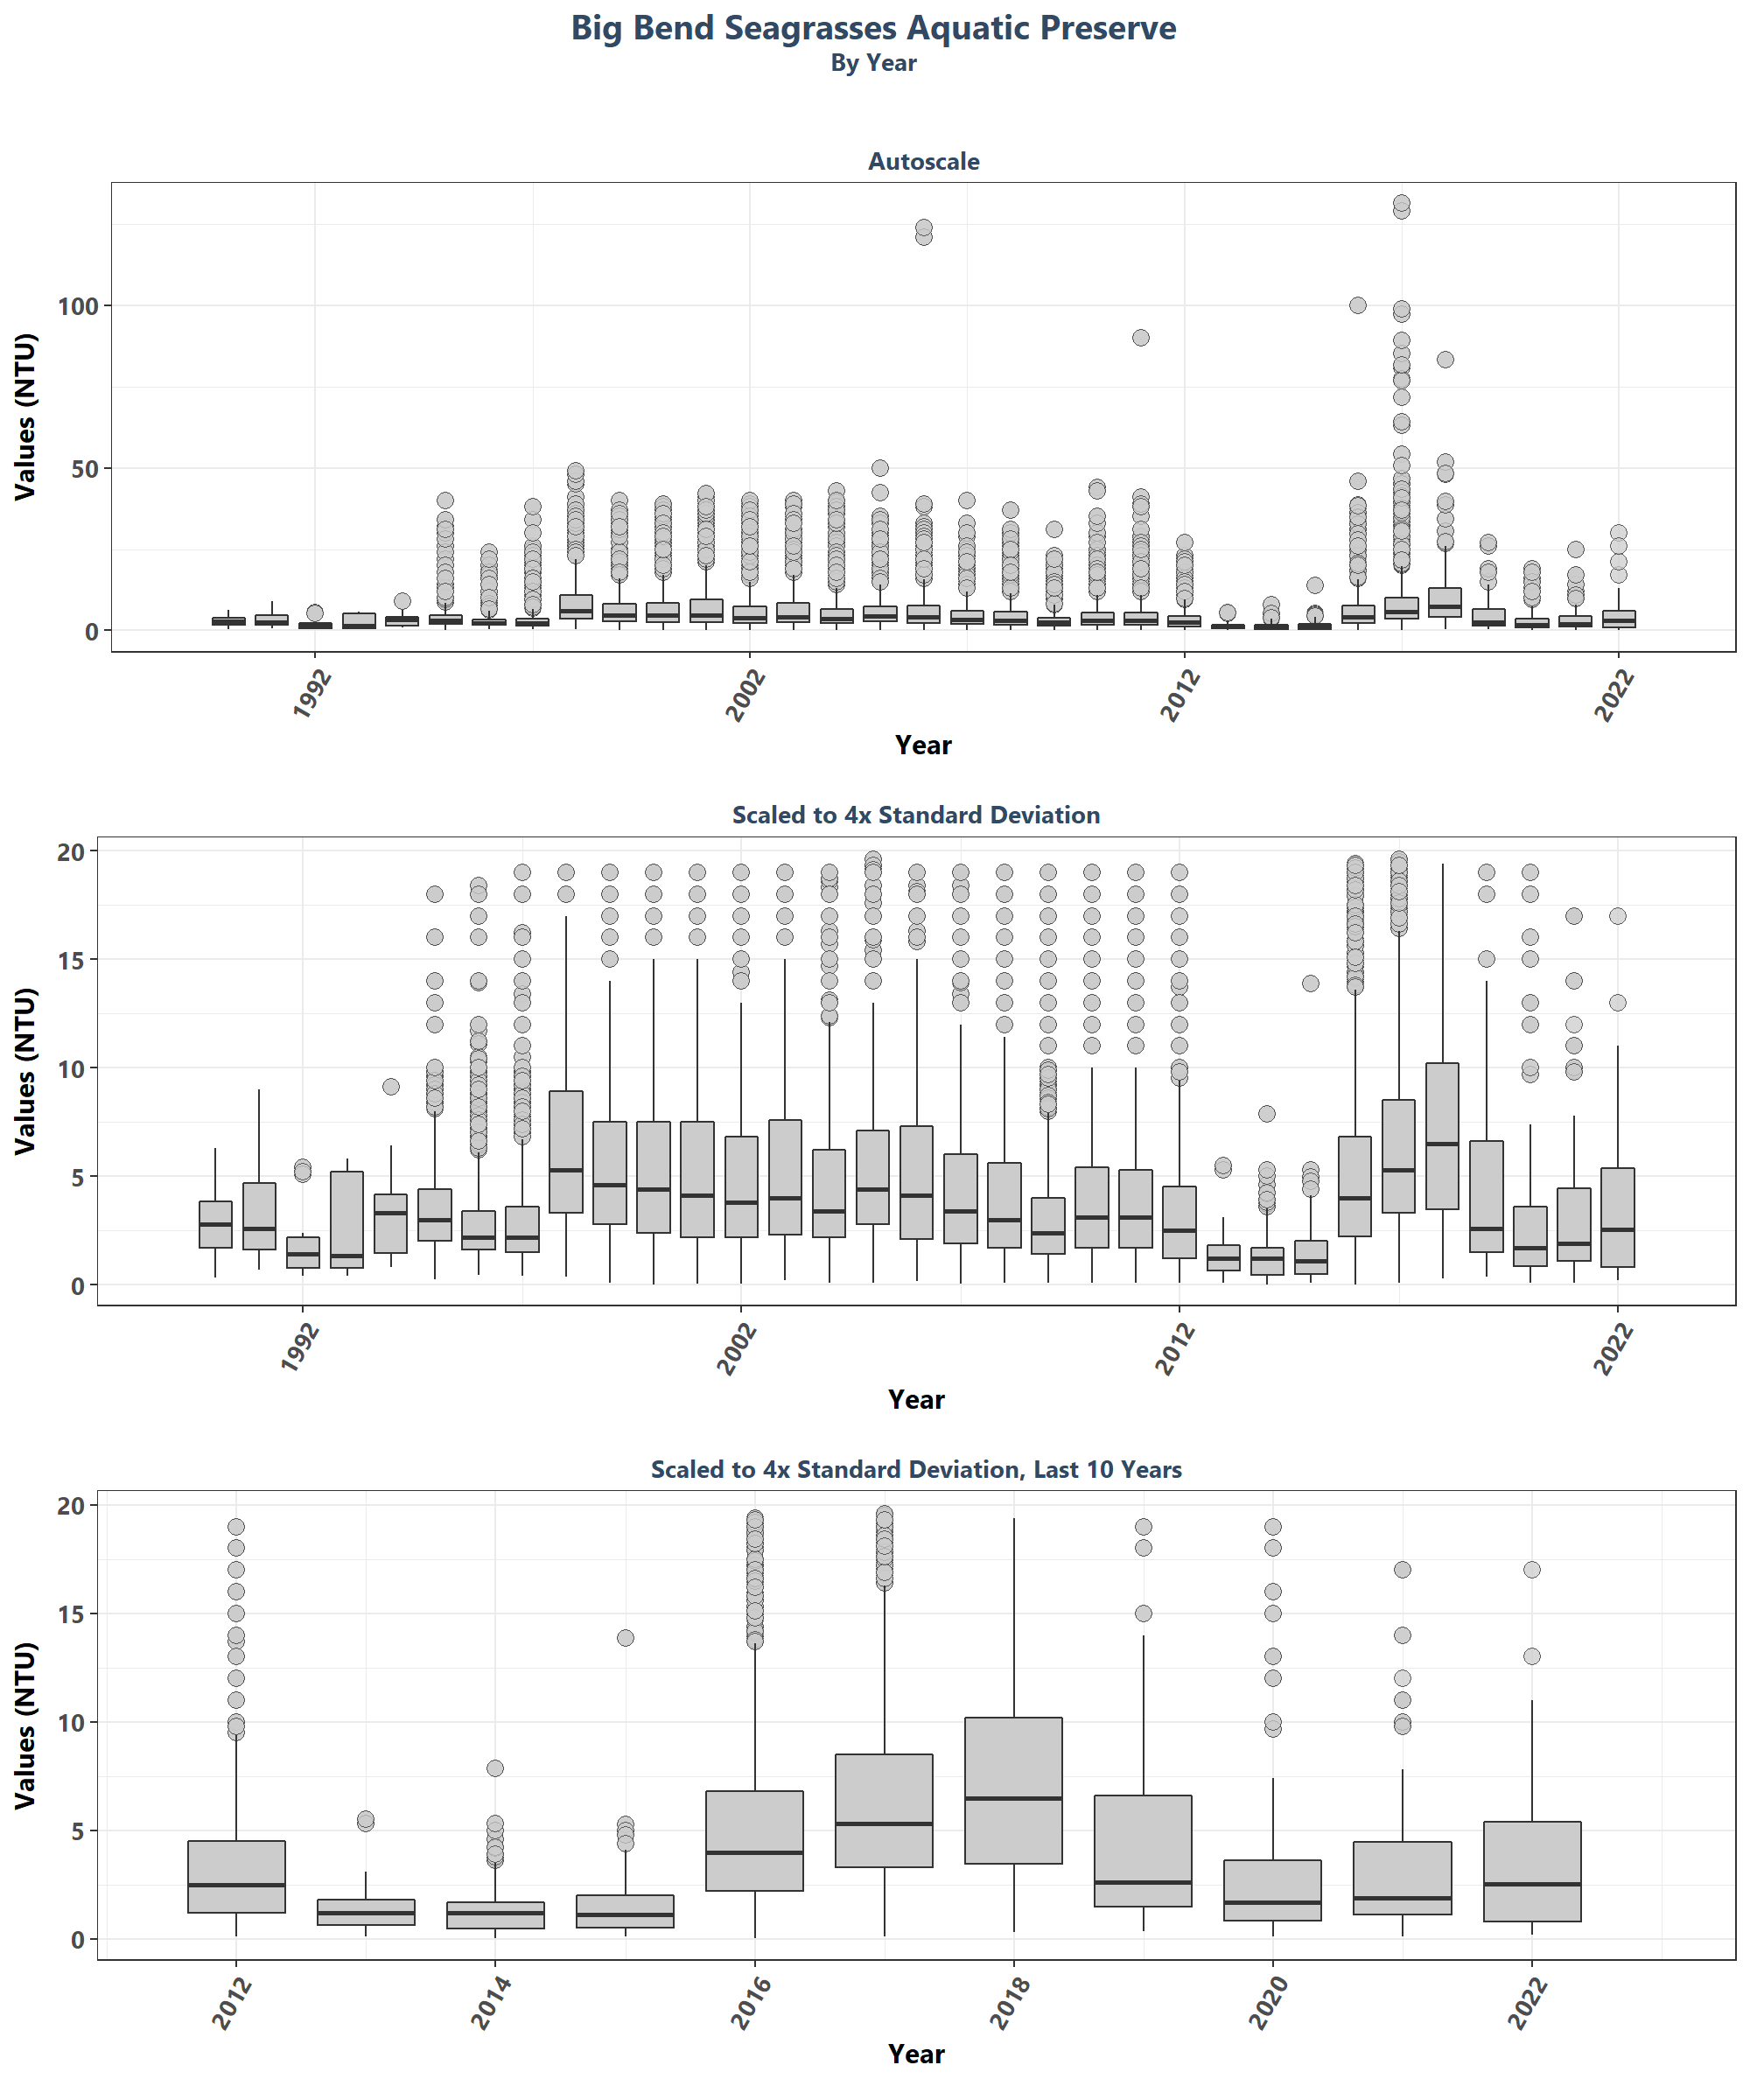 Big Bend Seagrasses Aquatic Preserve
By Year
Autoscale
Values (NTU)
100
50
0
1992 2002 2012 2022
Year
Scaled to 4x Standard Deviation
Values (NTU)
20
15
10
5
0
1992 2002 2012 2022
Year
Scaled to 4x Standard Deviation, Last 10 Years
Values (NTU)
20
15
10
5
0
2012 2014 2016 2018 2020 2022
Year